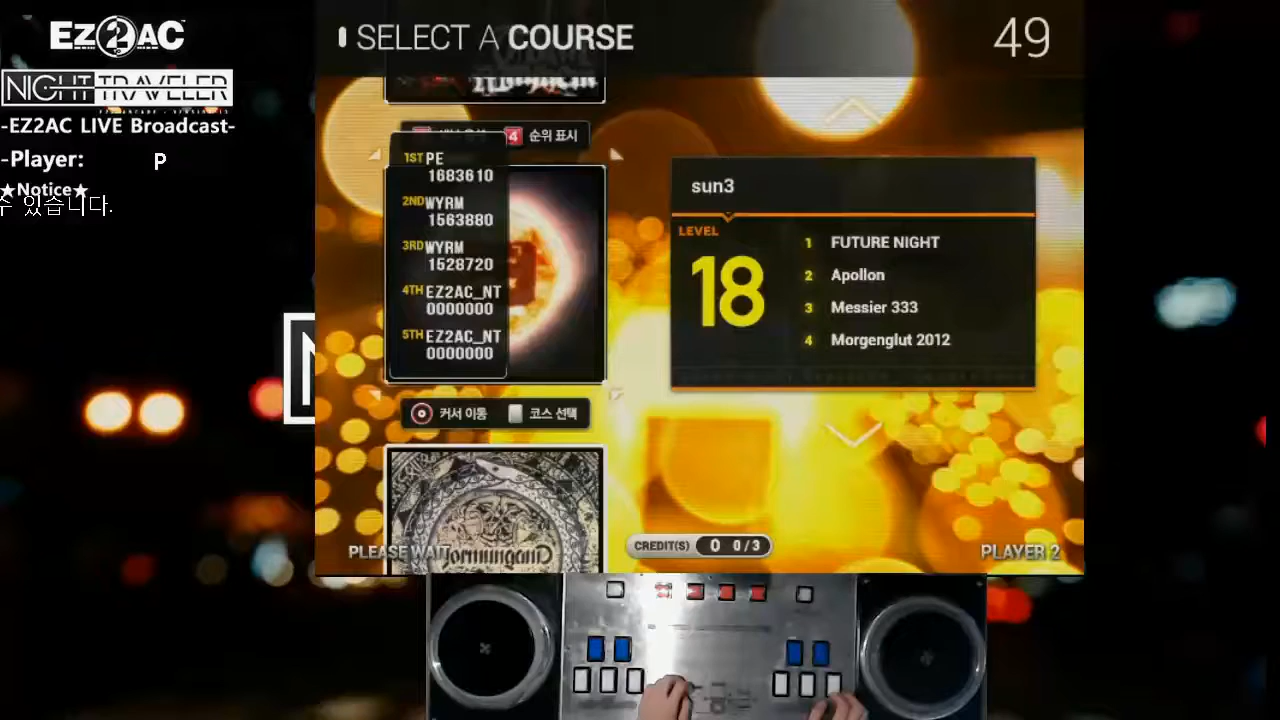 EZ2AC
NIGHT TRAVELER
-EZ2AC LIVE Broadcast-
-Player: P
★Notice★
수 있습니다.
SELECT A COURSE
49
4 순위 표시
1ST PE
1683610
2ND WYRM
1563880
3RD WYRM
1528720
4TH EZ2AC_NT
0000000
5TH EZ2AC_NT
0000000
커서 이동 코스 선택
sun3
LEVEL
18
1 FUTURE NIGHT
2 Apollon
3 Messier 333
4 Morgenglut 2012
PLEASE WAIT
CREDIT(S) 0 0/3
PLAYER 2